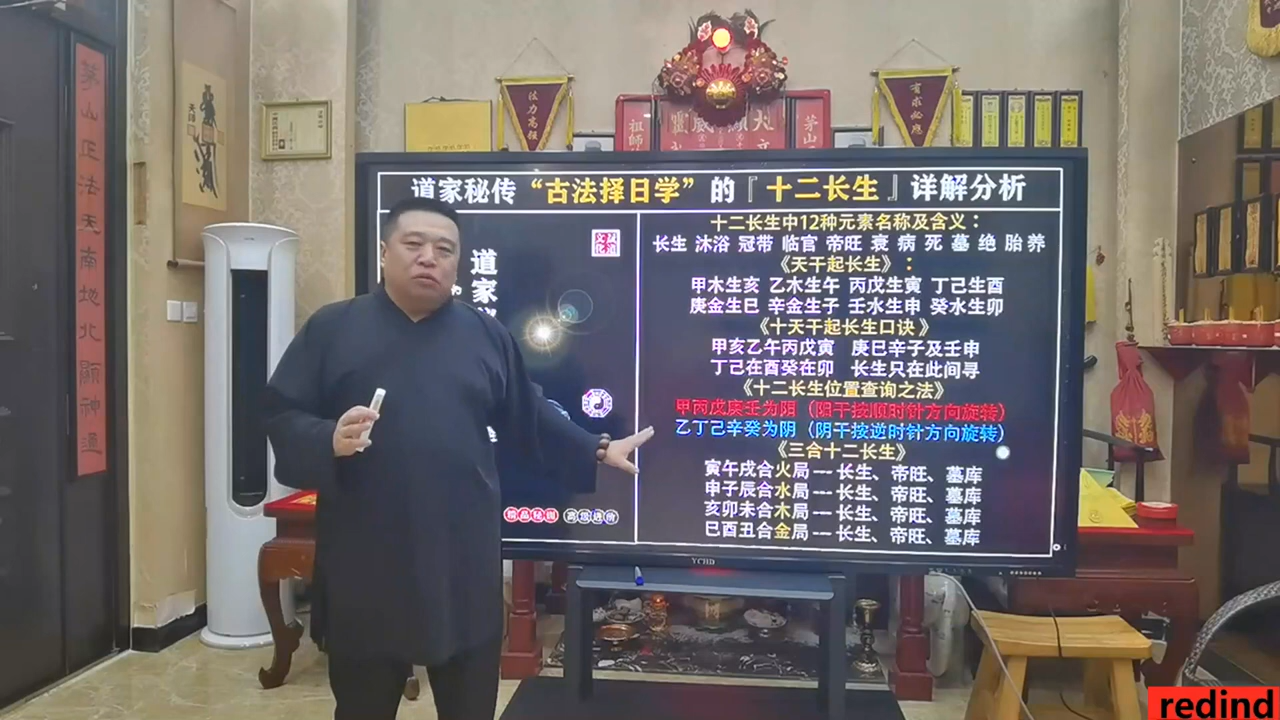 茅山正法天南地北顯神通
天師
法力高强
有求必應
祖師
茅山
道家秘传“古法择日学”的『十二长生』详解分析
道家
十二长生中12种元素名称及含义：
长生 沐浴 冠带 临官 帝旺 衰 病 死 墓 绝 胎 养
《天干起长生》：
甲木生亥 乙木生午 丙戊生寅 丁己生酉
庚金生巳 辛金生子 壬水生申 癸水生卯
《十天干起长生口诀》
甲亥乙午丙戊寅 庚巳辛子及壬申
丁己在酉癸在卯 长生只在此间寻
《十二长生位置查询之法》
甲丙戊庚壬为阳（阳干按顺时针方向旋转）
乙丁己辛癸为阴（阴干按逆时针方向旋转）
《三合十二长生》
寅午戌合火局---长生、帝旺、墓库
申子辰合水局---长生、帝旺、墓库
亥卯未合木局---长生、帝旺、墓库
巳酉丑合金局---长生、帝旺、墓库
YCHD
redind